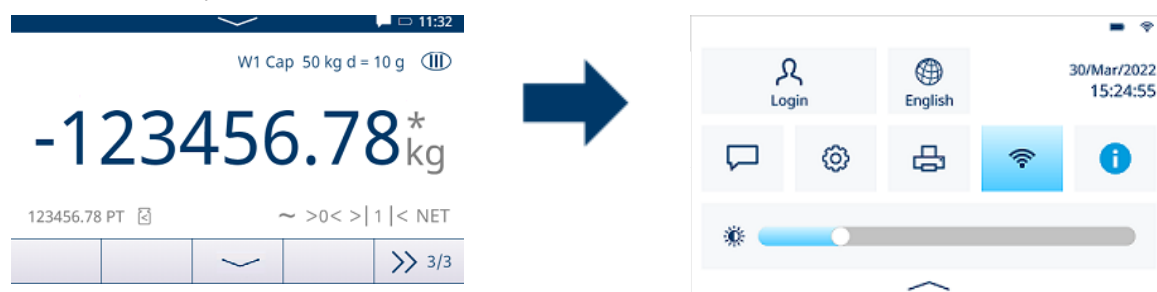 11:32
W1 Cap 50 kg d = 10 g
-123456.78 * kg
123456.78 PT ~ >0< >|1|< NET
3/3
30/Mar/2022
15:24:55
Login English